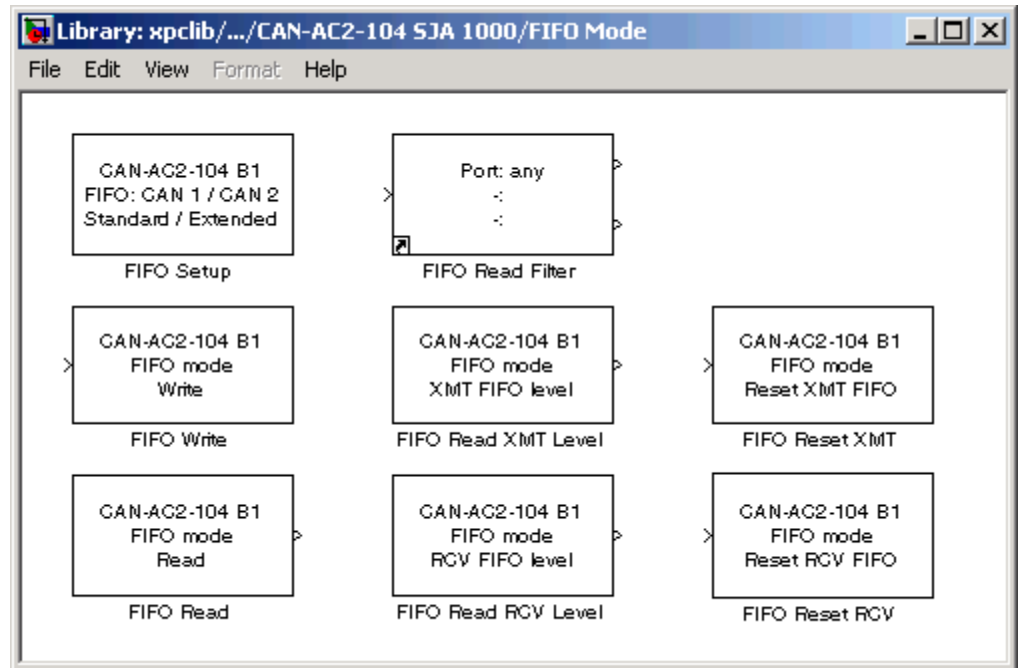 Library: xpclib/.../CAN-AC2-104 SJA 1000/FIFO Mode
File Edit View Format Help
CAN-AC2-104 B1
FIFO: CAN 1 / CAN 2
Standard / Extended
FIFO Setup
Port: any
-:
-:
FIFO Read Filter
CAN-AC2-104 B1
FIFO mode
Write
FIFO Write
CAN-AC2-104 B1
FIFO mode
XMT FIFO level
FIFO Read XMT Level
CAN-AC2-104 B1
FIFO mode
Reset XMT FIFO
FIFO Reset XMT
CAN-AC2-104 B1
FIFO mode
Read
FIFO Read
CAN-AC2-104 B1
FIFO mode
RCV FIFO level
FIFO Read RCV Level
CAN-AC2-104 B1
FIFO mode
Reset RCV FIFO
FIFO Reset RCV